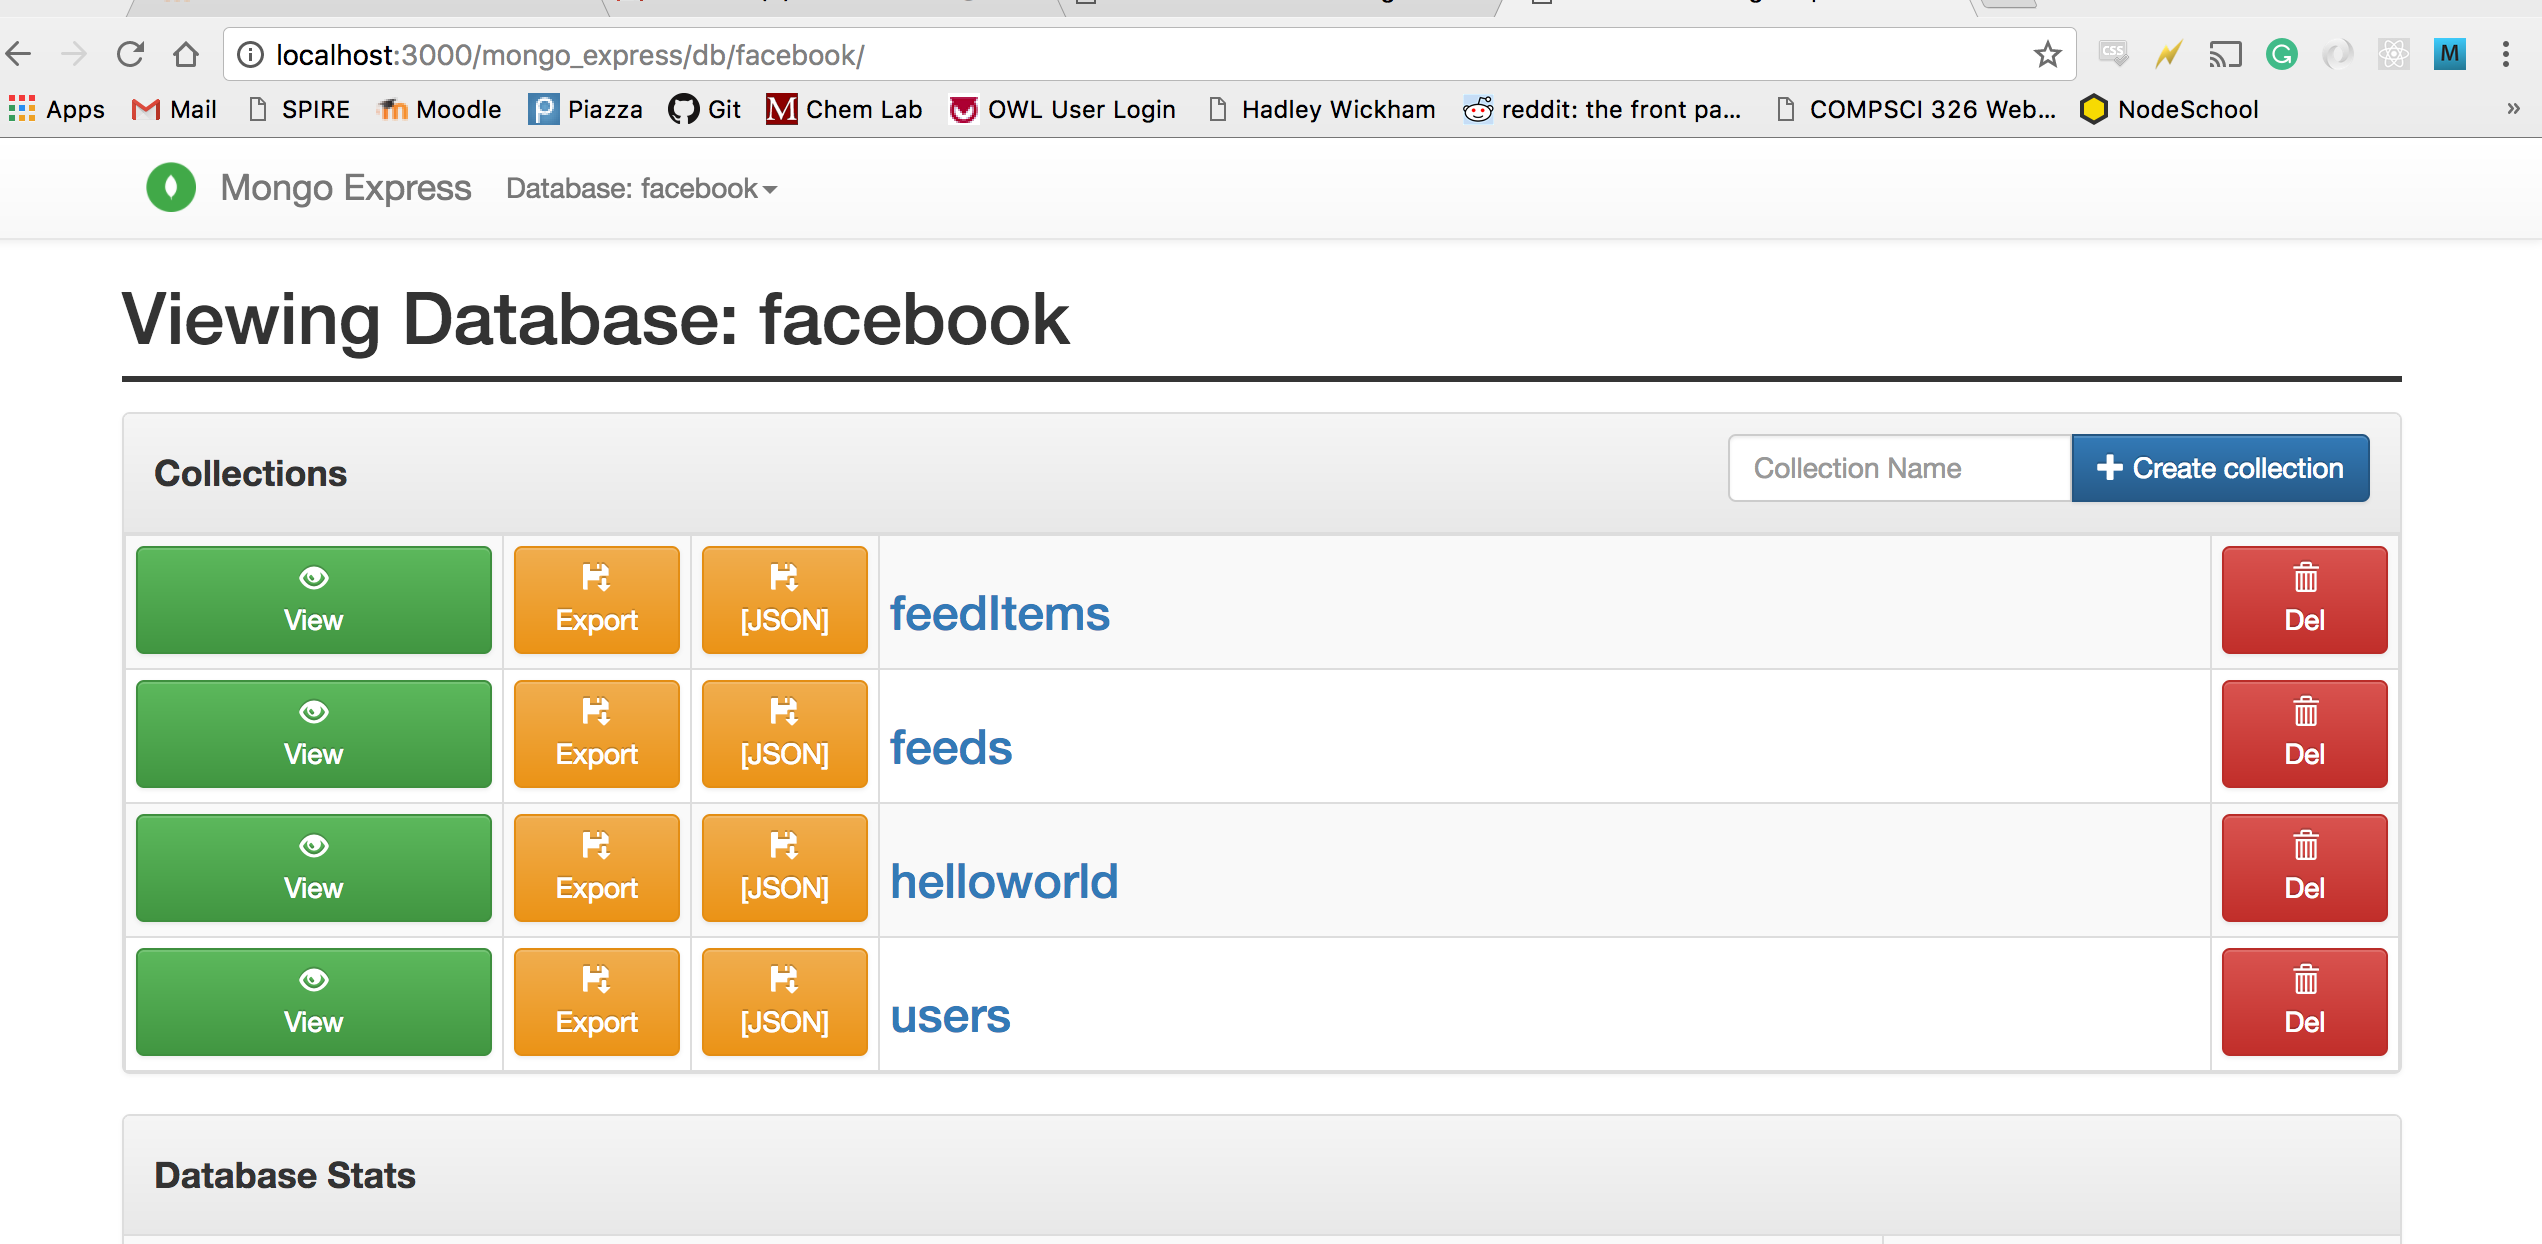 localhost:3000/mongo_express/db/facebook/
CSS
G
M
Apps Mail SPIRE Moodle Piazza Git Chem Lab OWL User Login Hadley Wickham reddit: the front pa... COMPSCI 326 Web... NodeSchool »
Mongo Express Database: facebook
Viewing Database: facebook
Collections Collection Name Create collection
View Export [JSON] feedItems Del
View Export [JSON] feeds Del
View Export [JSON] helloworld Del
View Export [JSON] users Del
Database Stats